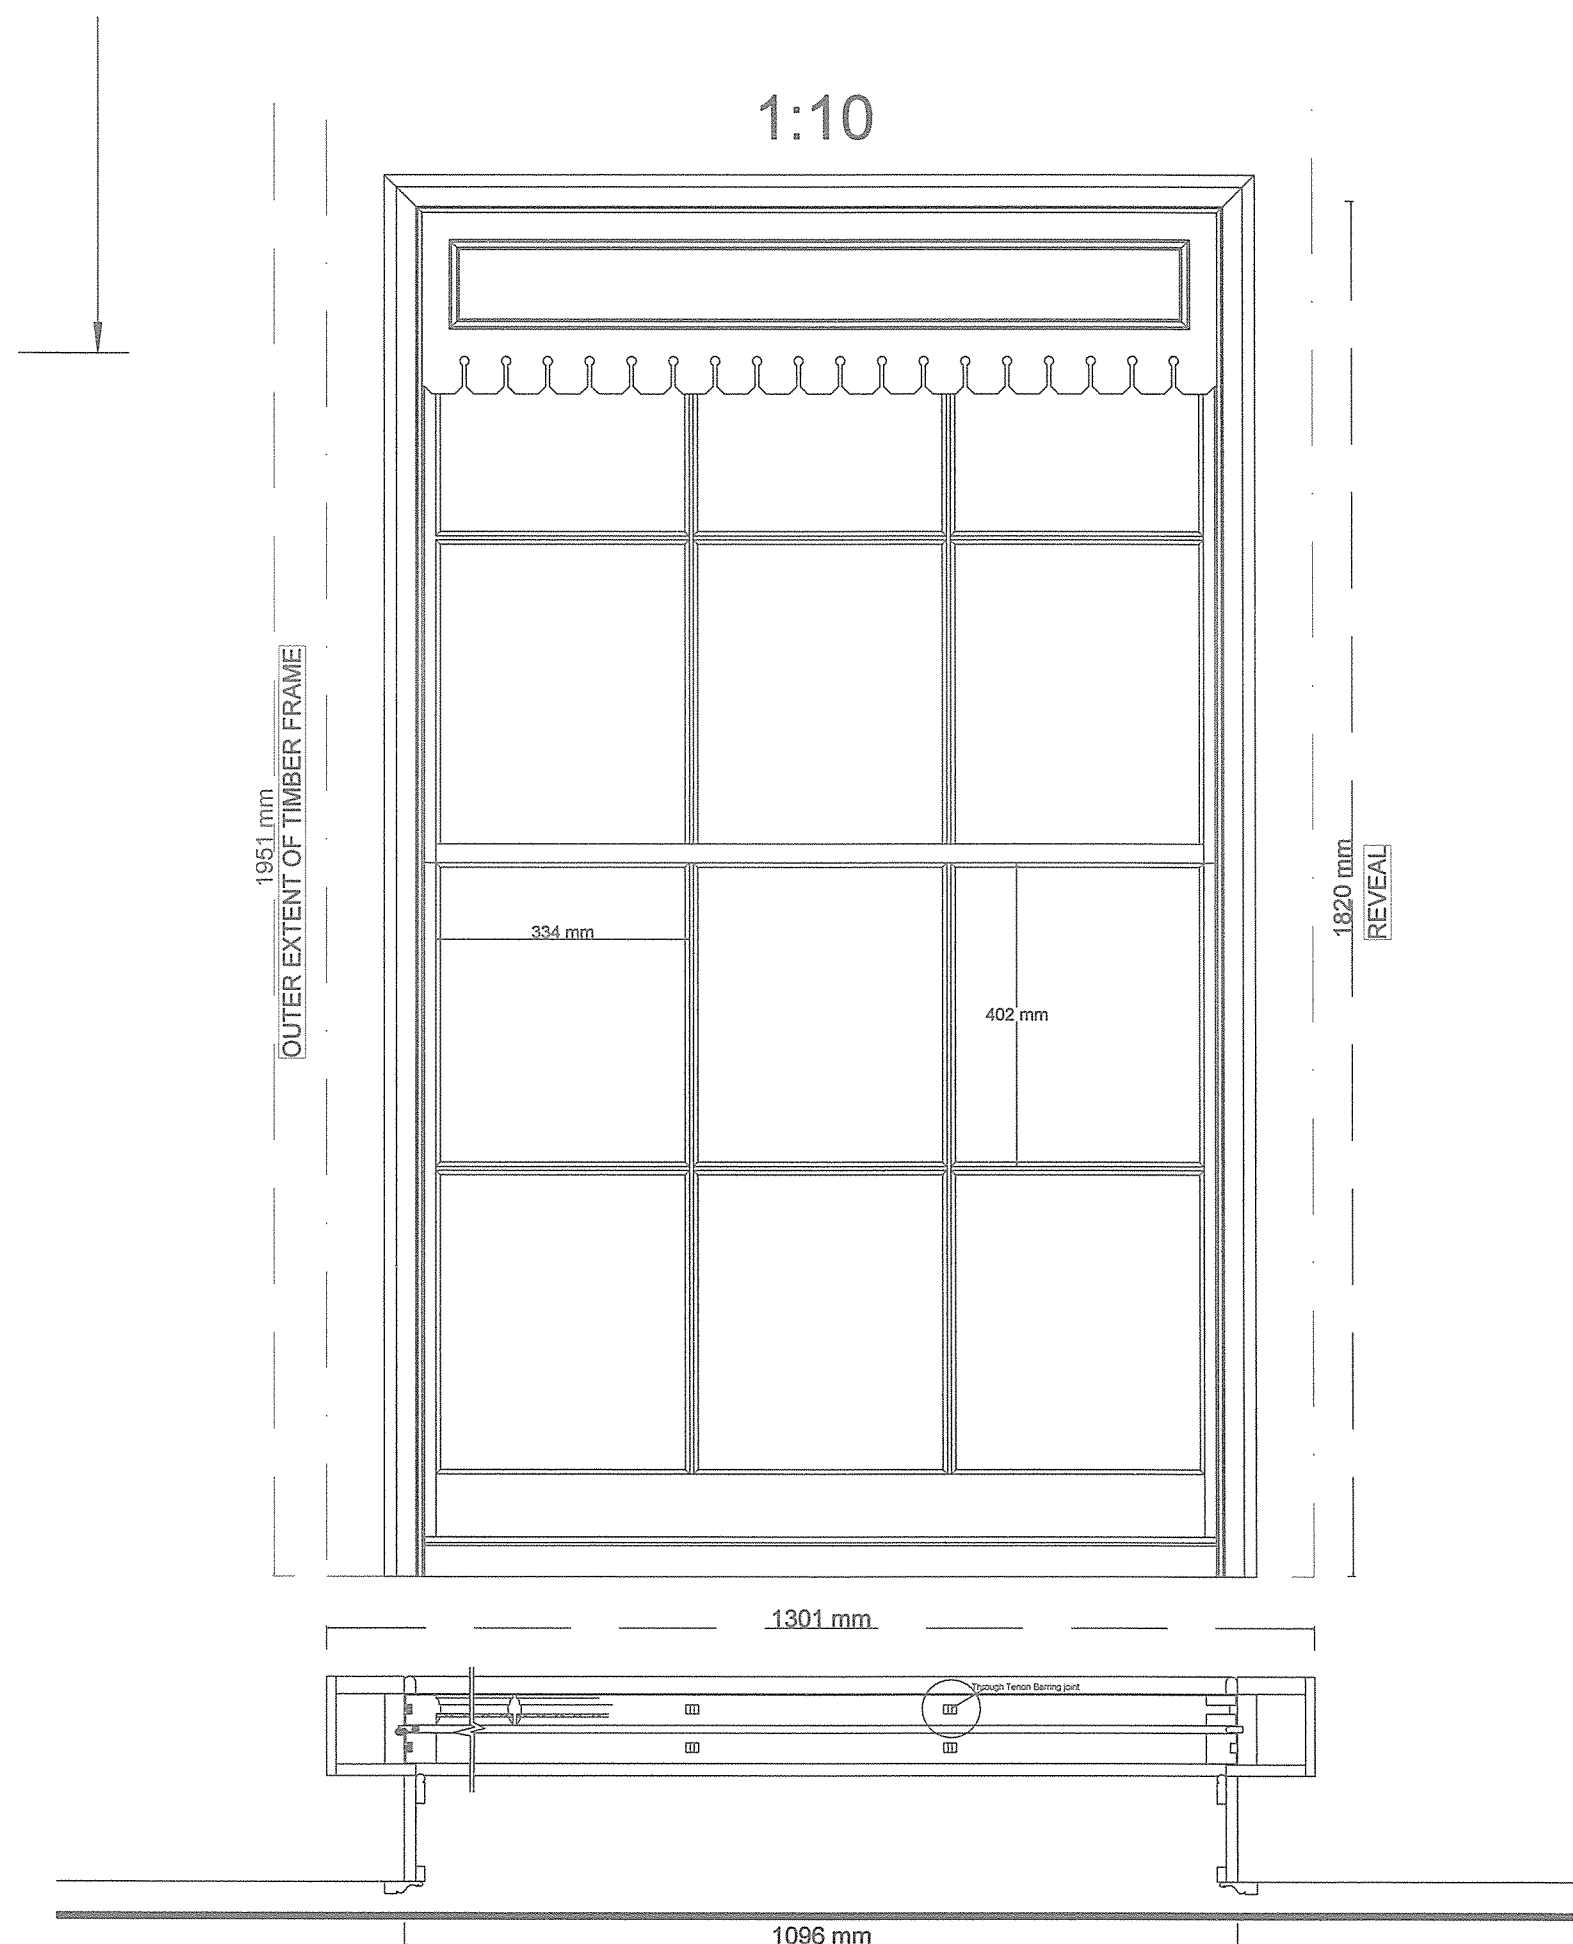 1:10
1951 mm
OUTER EXTENT OF TIMBER FRAME
334 mm
402 mm
1820 mm
REVEAL
1301 mm
Through Tenon Barring joint
1096 mm